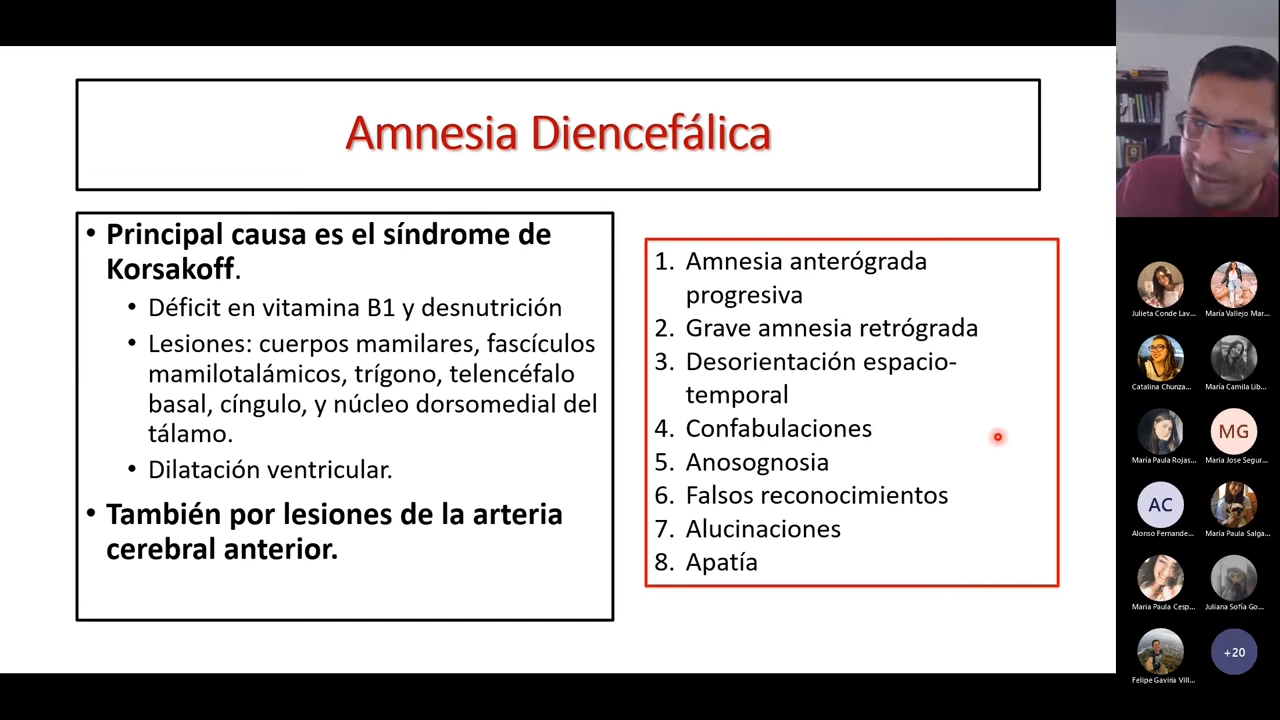 Amnesia Diencefálica
• Principal causa es el síndrome de
Korsakoff.
• Déficit en vitamina B1 y desnutrición
• Lesiones: cuerpos mamilares, fascículos
mamilotalámicos, trígono, telencéfalo
basal, cíngulo, y núcleo dorsomedial del
tálamo.
• Dilatación ventricular.
• También por lesiones de la arteria
cerebral anterior.
1. Amnesia anterógrada
progresiva
2. Grave amnesia retrógrada
3. Desorientación espacio-
temporal
4. Confabulaciones
5. Anosognosia
6. Falsos reconocimientos
7. Alucinaciones
8. Apatía
Julieta Conde Lav...
María Vallejo Mar...
Catalina Chunza...
María Camila Lib...
María Paula Rojas...
MG
Maria Jose Segur...
AC
Alonso Fernande...
Maria Paula Salga...
Maria Paula Cesp...
Juliana Sofía Go...
Felipe Gaviria Vill...
+20